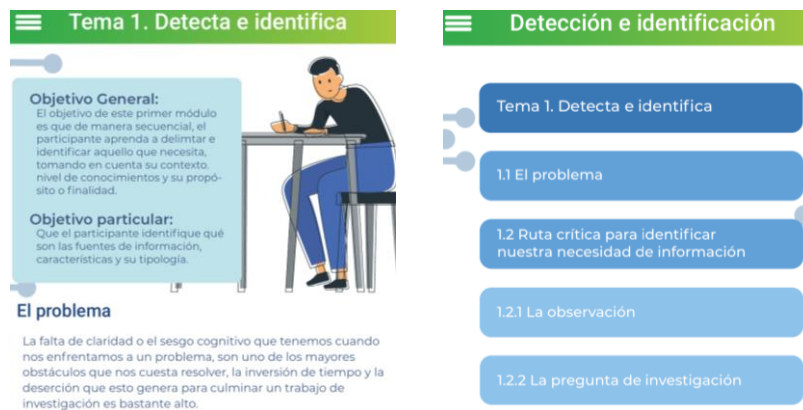 Tema 1. Detecta e identifica
Objetivo General:
El objetivo de este primer módulo
es que de manera secuencial, el
participante aprenda a delimtar e
identificar aquello que necesita,
tomando en cuenta su contexto.
nivel de conocimientos y su propó-
sito o finalidad.
Objetivo particular:
Que el participante identifique qué
son las fuentes de información,
características y su tipología.
El problema
La falta de claridad o el sesgo cognitivo que tenemos cuando
nos enfrentamos a un problema, son uno de los mayores
obstáculos que nos cuesta resolver, la inversión de tiempo y la
deserción que esto genera para culminar un trabajo de
investigación es bastante alto.
Detección e identificación
Tema 1. Detecta e identifica
1.1 El problema
1.2 Ruta crítica para identificar
nuestra necesidad de información
1.2.1 La observación
1.2.2 La pregunta de investigación